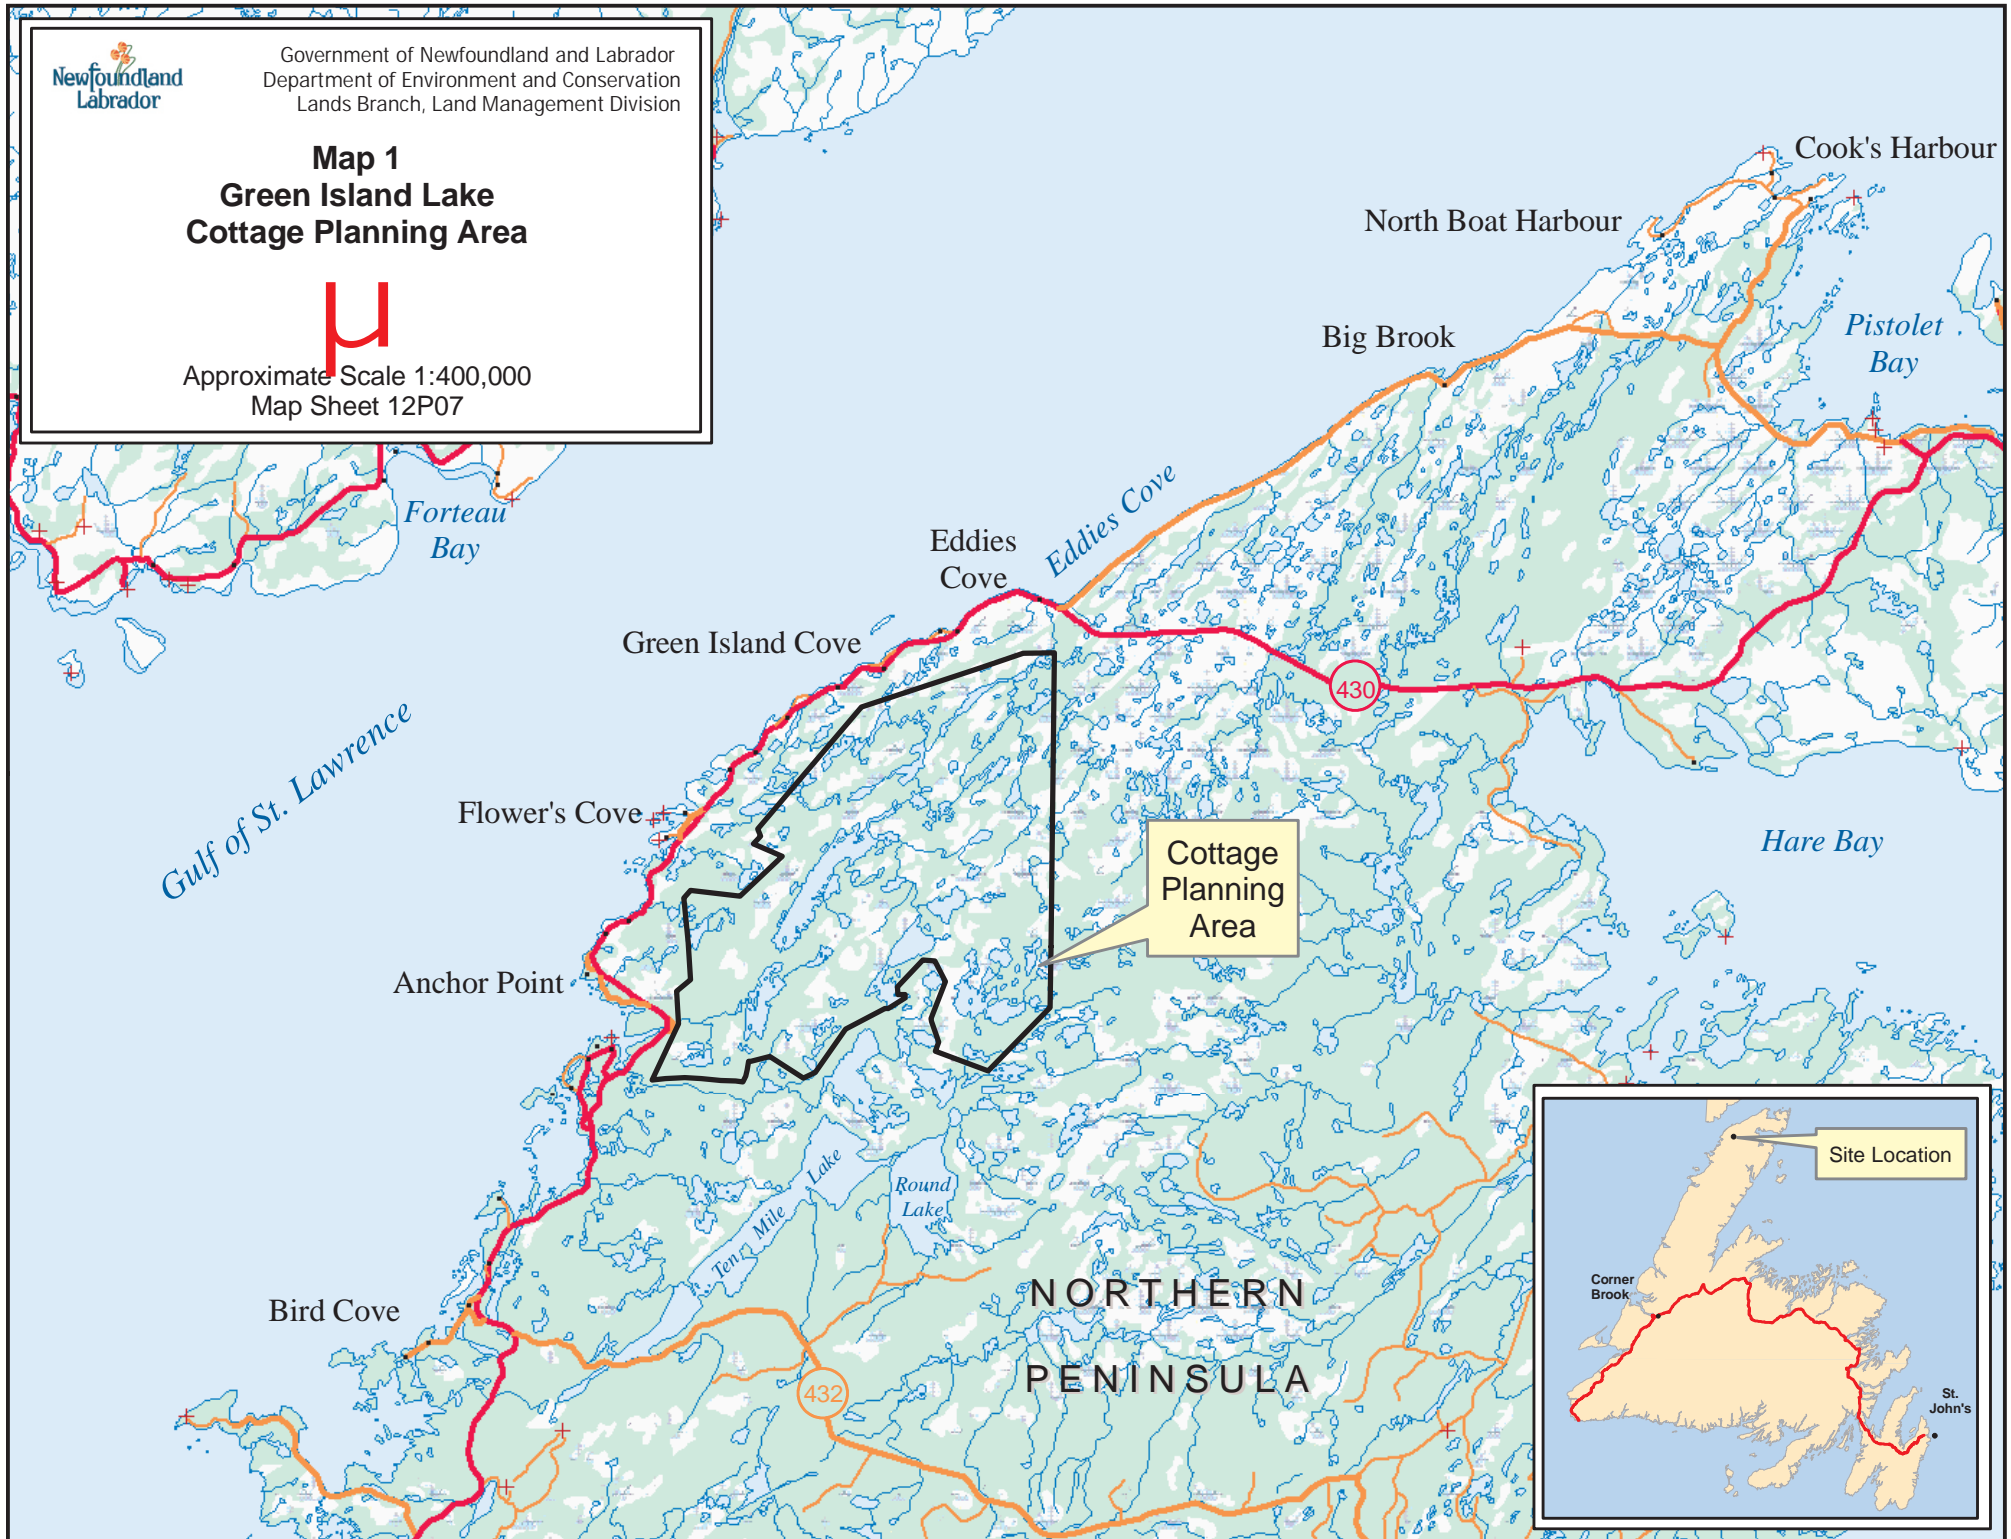 Newfoundland
Labrador
Government of Newfoundland and Labrador
Department of Environment and Conservation
Lands Branch, Land Management Division
Map 1
Green Island Lake
Cottage Planning Area
µ
Approximate Scale 1:400,000
Map Sheet 12P07
Cook's Harbour
North Boat Harbour
Pistolet
Bay
Big Brook
Forteau
Bay
Eddies Cove
Eddies
Cove
Green Island Cove
430
Gulf of St. Lawrence
Flower's Cove
Hare Bay
Cottage
Planning
Area
Anchor Point
Ten Mile Lake
Round
Lake
NORTHERN
PENINSULA
Bird Cove
432
Site Location
Corner
Brook
St.
John's